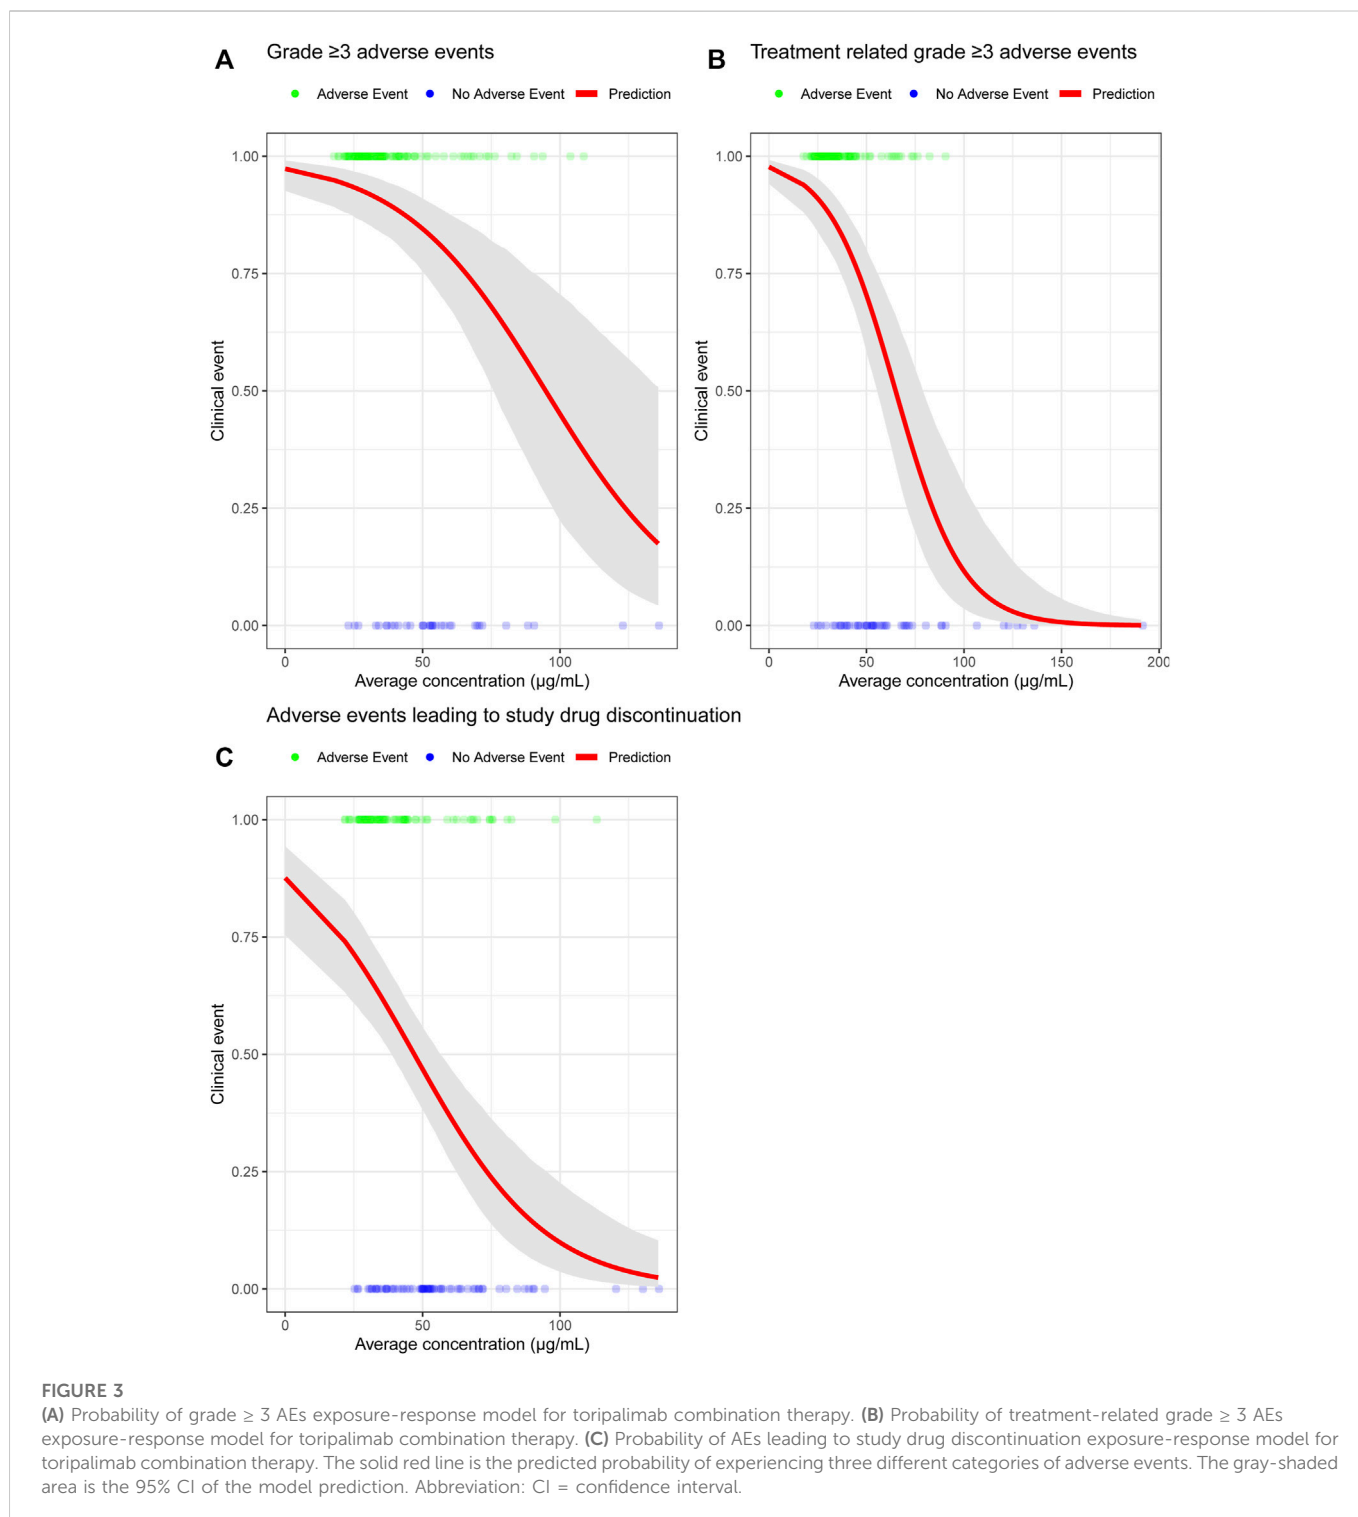 A
Grade ≥3 adverse events
Adverse Event No Adverse Event Prediction
1.00
0.75
0.50
0.25
0.00
Clinical event
0 50 100
Average concentration (µg/mL)
B
Treatment related grade ≥3 adverse events
Adverse Event No Adverse Event Prediction
1.00
0.75
0.50
0.25
0.00
Clinical event
0 50 100 150 200
Average concentration (µg/mL)
Adverse events leading to study drug discontinuation
C
Adverse Event No Adverse Event Prediction
1.00
0.75
0.50
0.25
0.00
Clinical event
0 50 100
Average concentration (µg/mL)
FIGURE 3
(A) Probability of grade ≥ 3 AEs exposure-response model for toripalimab combination therapy. (B) Probability of treatment-related grade ≥ 3 AEs
exposure-response model for toripalimab combination therapy. (C) Probability of AEs leading to study drug discontinuation exposure-response model for
toripalimab combination therapy. The solid red line is the predicted probability of experiencing three different categories of adverse events. The gray-shaded
area is the 95% CI of the model prediction. Abbreviation: CI = confidence interval.